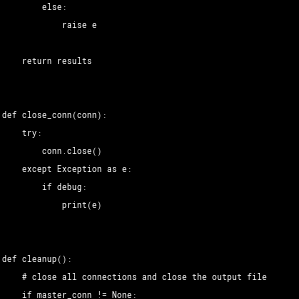 else:
raise e
return results
def close_conn(conn):
try:
conn.close()
except Exception as e:
if debug:
print(e)
def cleanup():
# close all connections and close the output file
if master_conn != None: